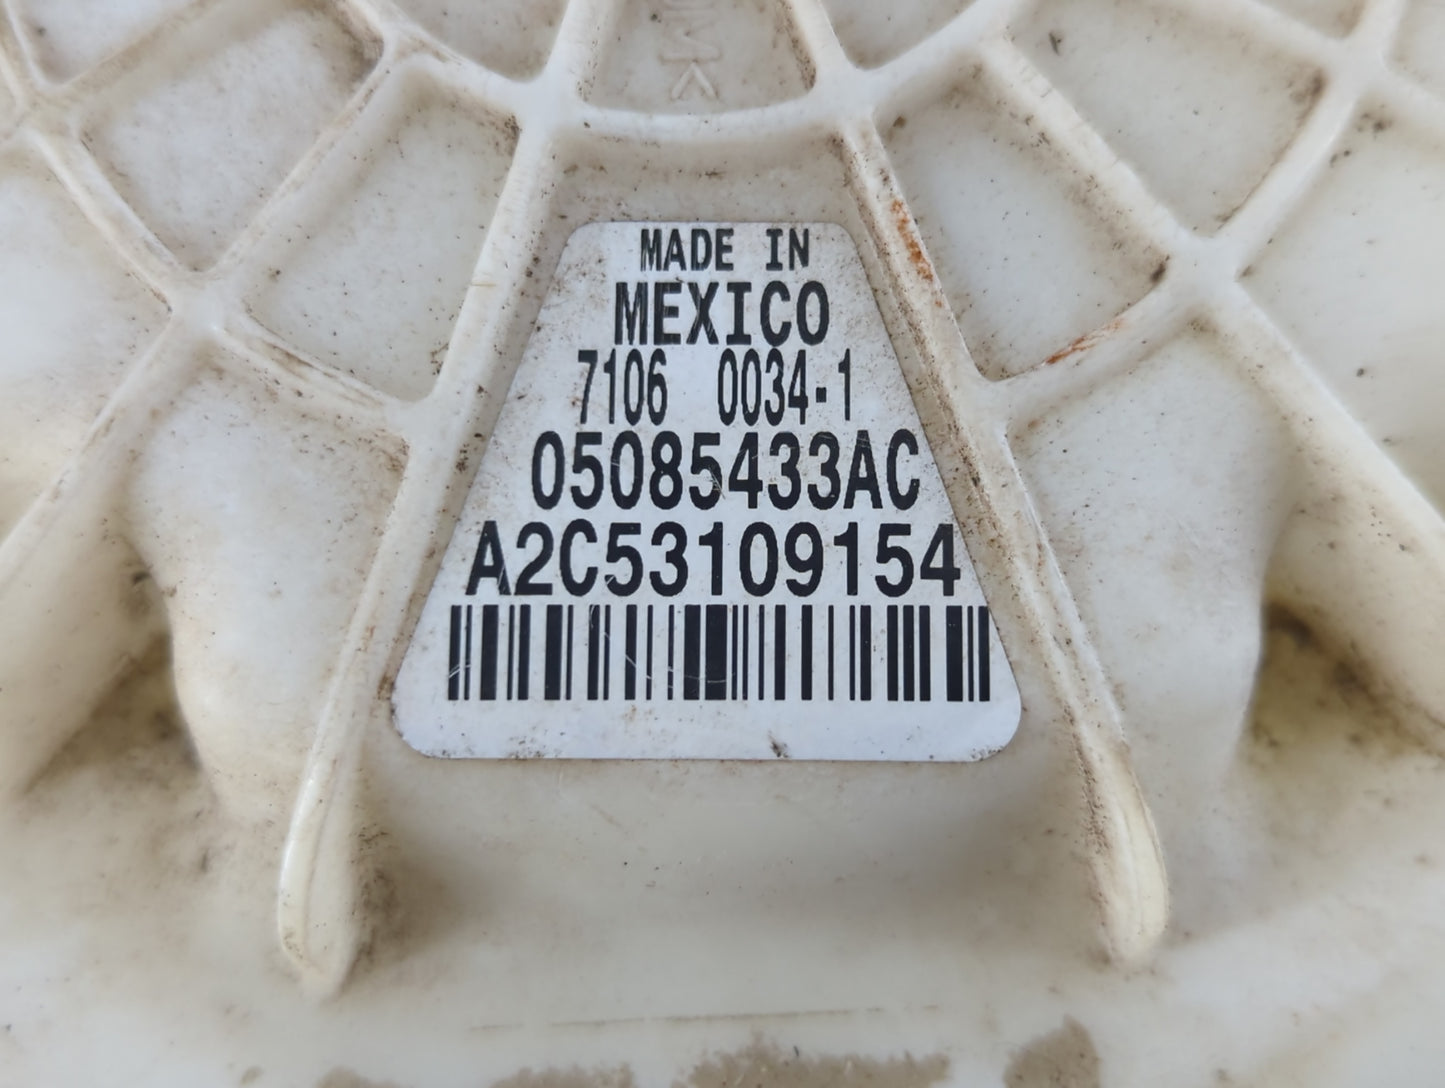 MADE IN
MEXICO
7106 0034-1
05085433AC
A2C53109154